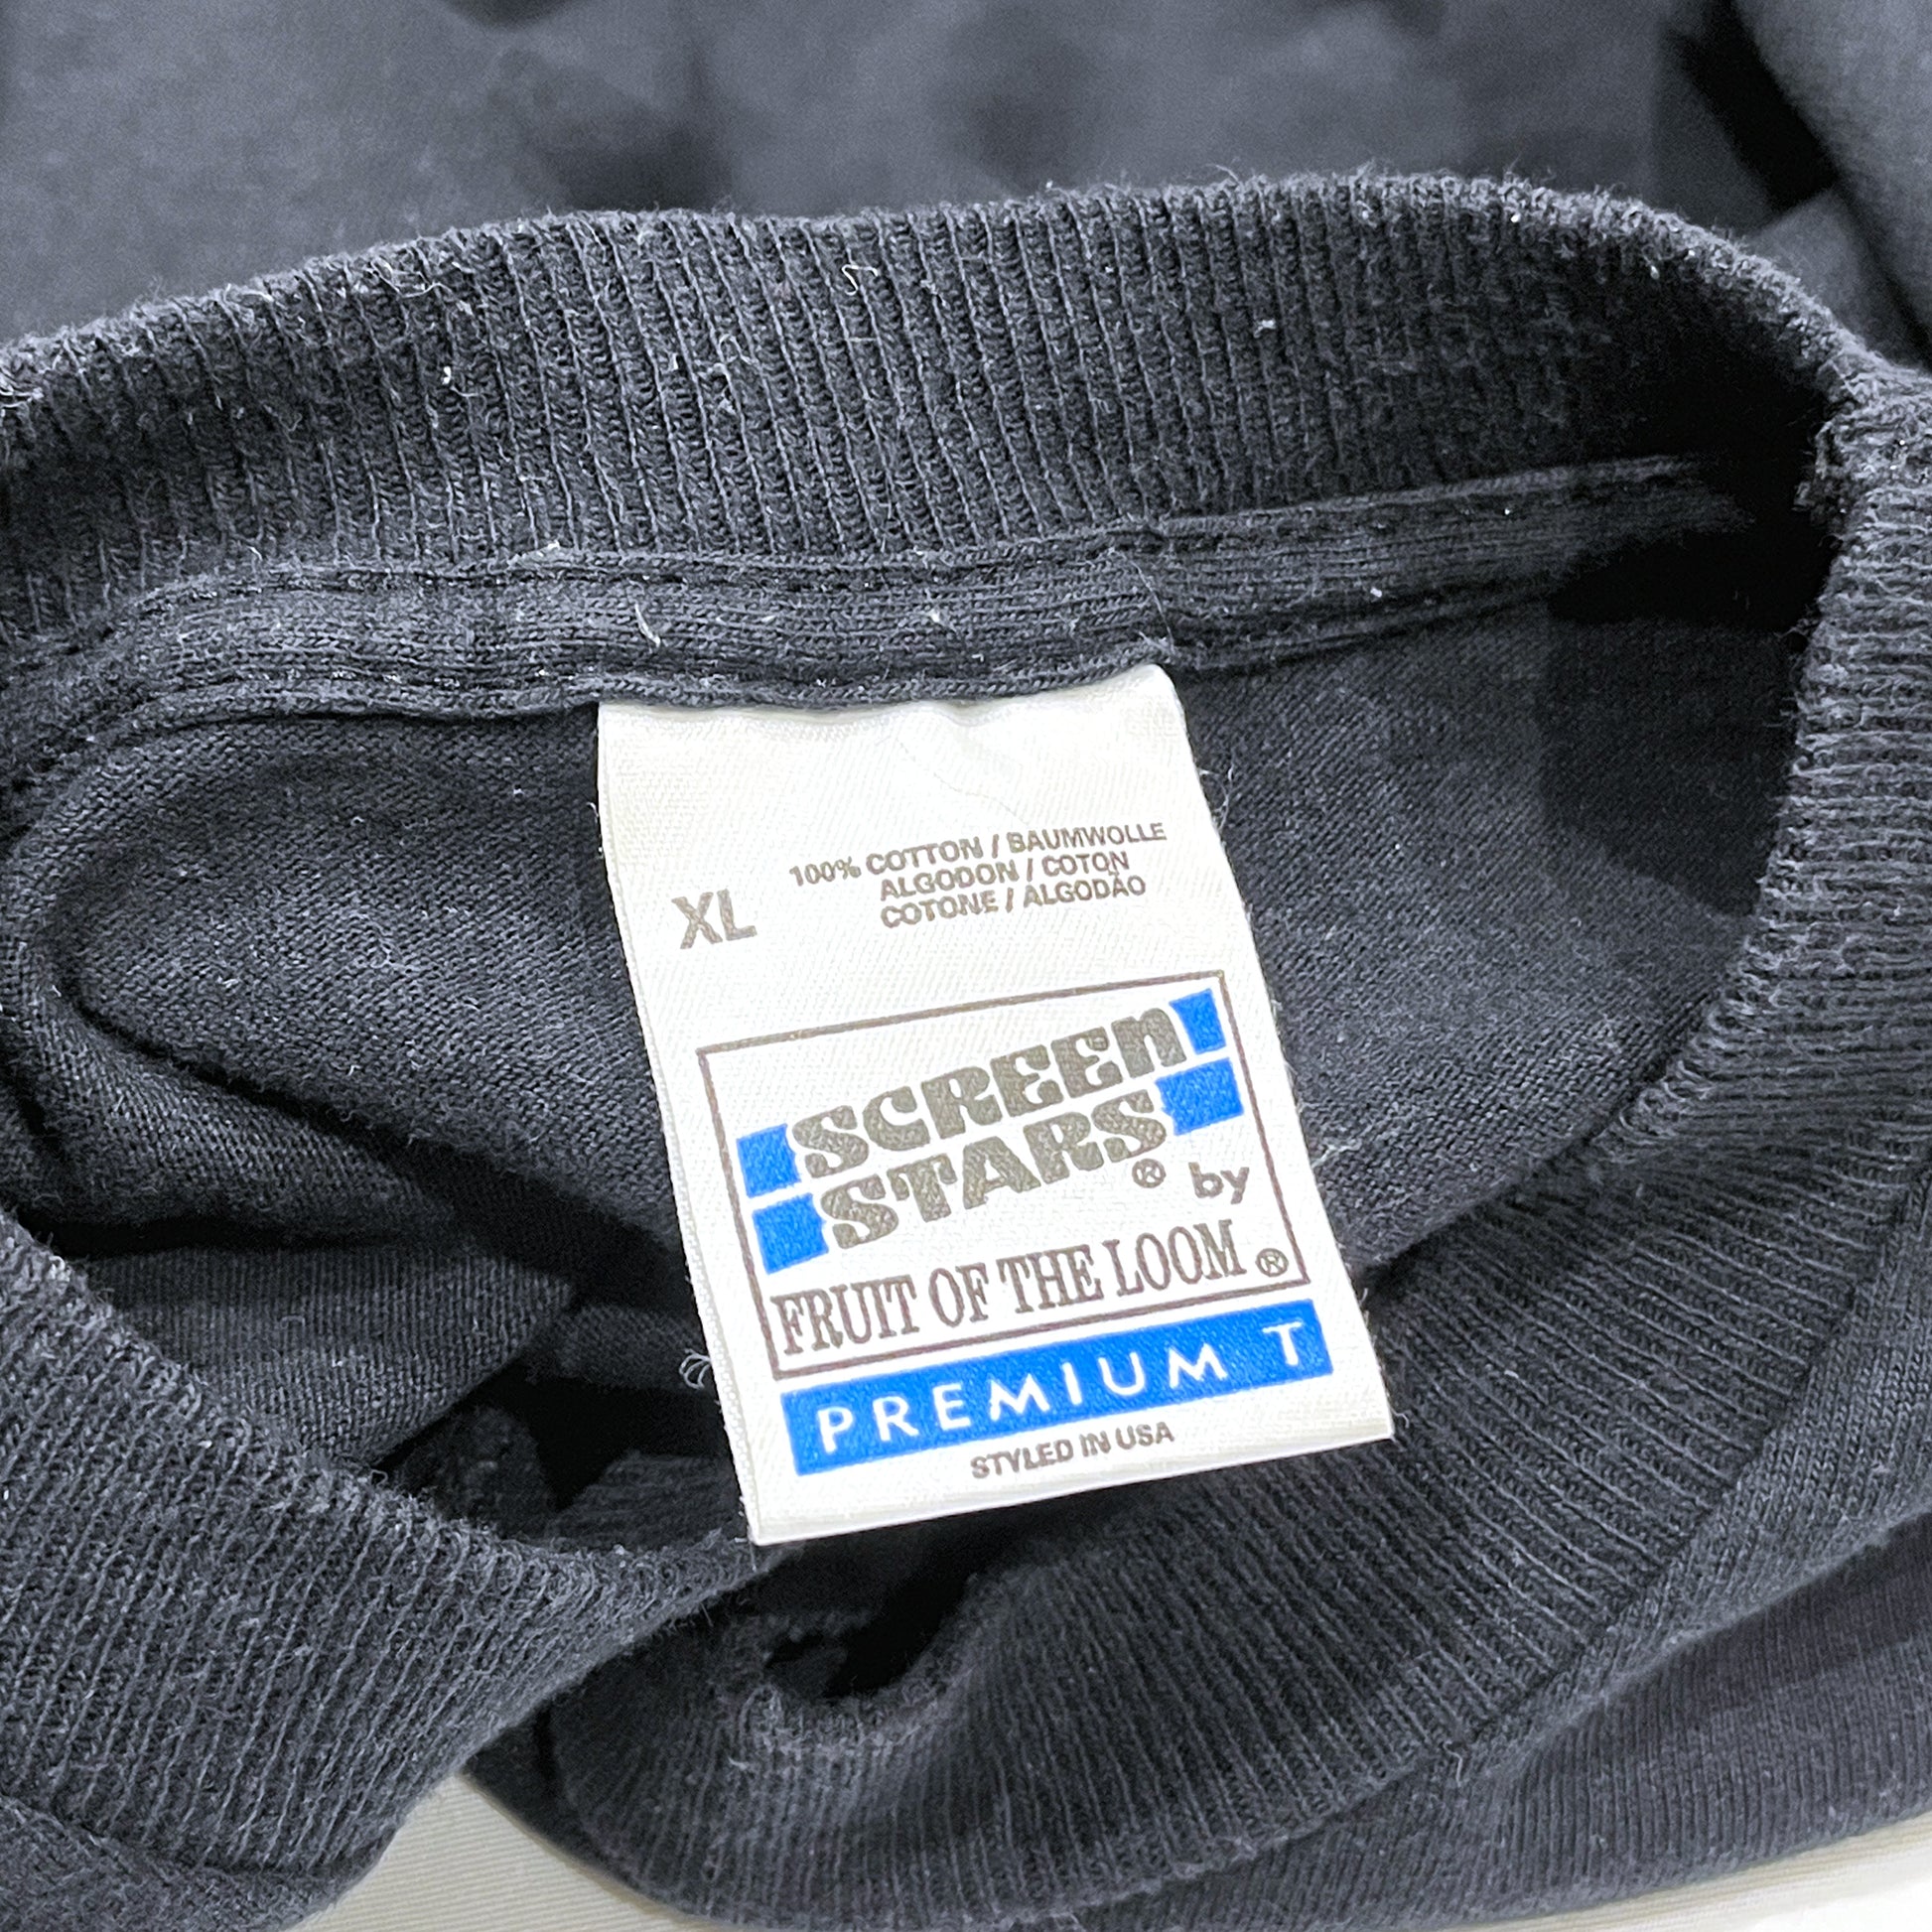 XL
100% COTTON / BAUMWOLLE
ALGODON / COTON
COTONE / ALGODÃO
SCREEN
STARS® by
FRUIT OF THE LOOM®
PREMIUM T
STYLED IN USA